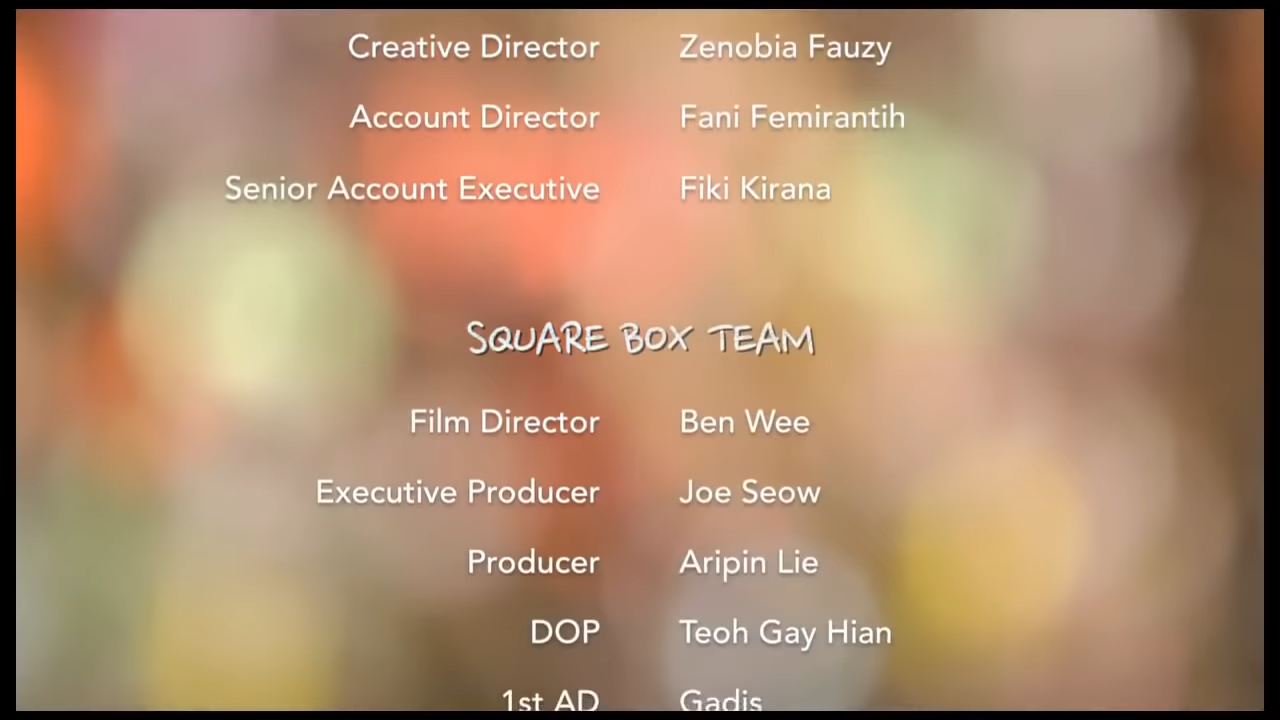 Creative Director Zenobia Fauzy
Account Director Fani Femirantih
Senior Account Executive Fiki Kirana
SQUARE BOX TEAM
Film Director Ben Wee
Executive Producer Joe Seow
Producer Aripin Lie
DOP Teoh Gay Hian
1st AD Gadis